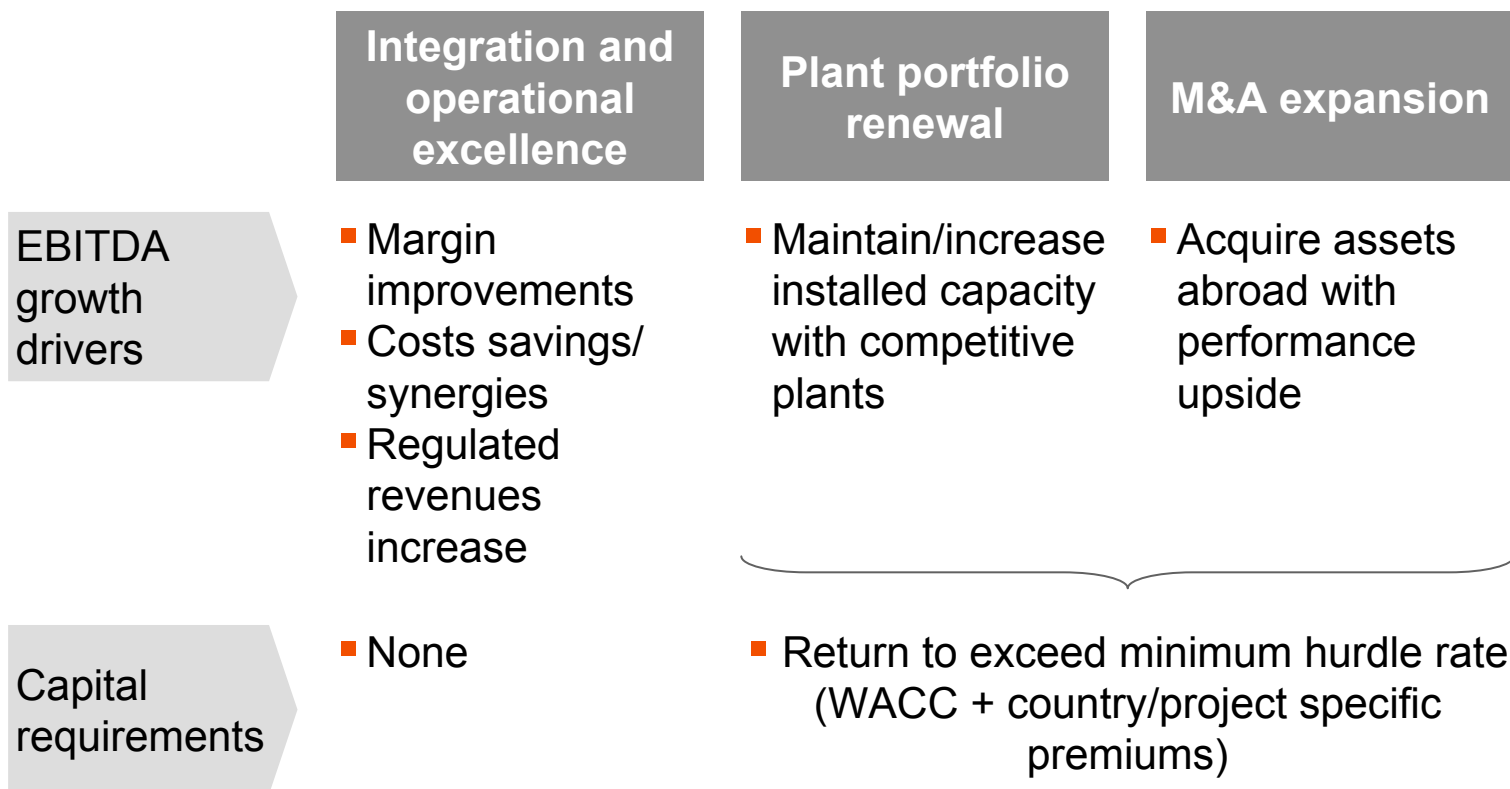 Integration and
operational
excellence
Plant portfolio
renewal
M&A expansion
EBITDA
growth
drivers
Margin
improvements
Costs savings/
synergies
Regulated
revenues
increase
Maintain/increase
installed capacity
with competitive
plants
Acquire assets
abroad with
performance
upside
Capital
requirements
None
Return to exceed minimum hurdle rate
(WACC + country/project specific
premiums)